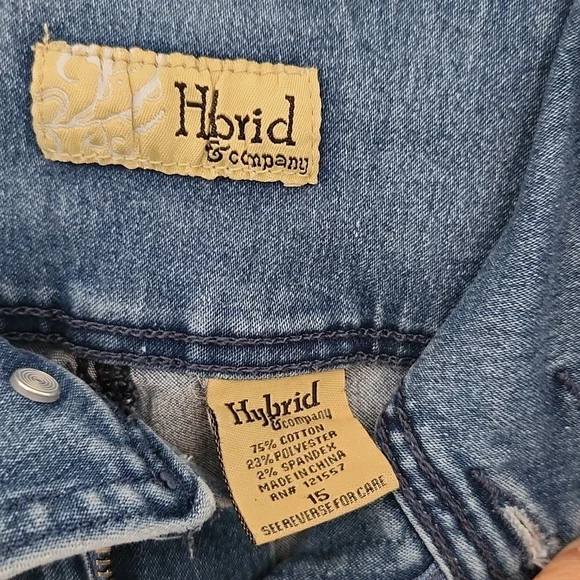 Hbrid
& company
Hybrid
& company
75% COTTON
23% POLYESTER
2% SPANDEX
MADE IN CHINA
RN# 121557
15
SEE REVERSE FOR CARE